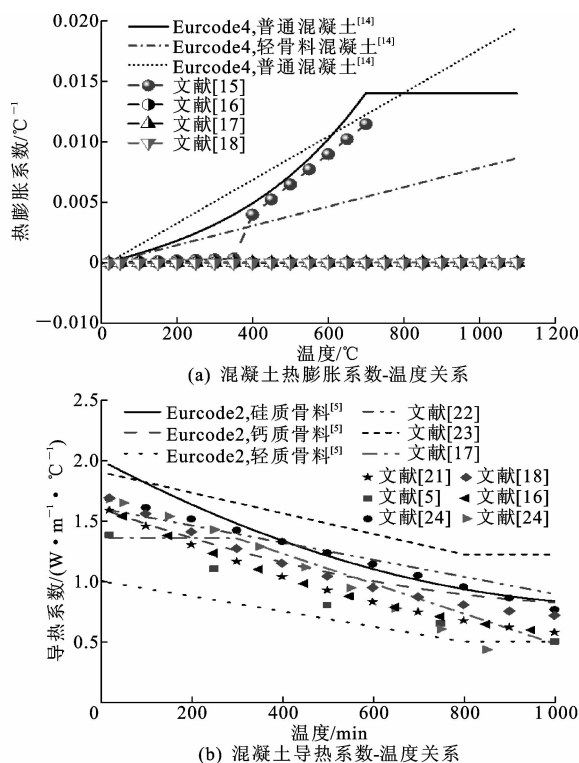 0.020
0.015
0.010
0.005
0
−0.010
热膨胀系数/℃⁻¹
Eurcode4,普通混凝土[14]
Eurcode4,轻骨料混凝土[14]
Eurcode4,普通混凝土[14]
文献[15]
文献[16]
文献[17]
文献[18]
0 200 400 600 800 1 000 1 200
温度/℃
(a) 混凝土热膨胀系数-温度关系
2.5
2.0
1.5
1.0
0.5
导热系数/(W·m⁻¹·℃⁻¹)
Eurcode2,硅质骨料[5]
Eurcode2,钙质骨料[5]
Eurcode2,轻质骨料[5]
文献[22]
文献[23]
文献[17]
文献[21] 文献[18]
文献[5] 文献[16]
文献[24] 文献[24]
0 200 400 600 800 1 000
温度/min
(b) 混凝土导热系数-温度关系